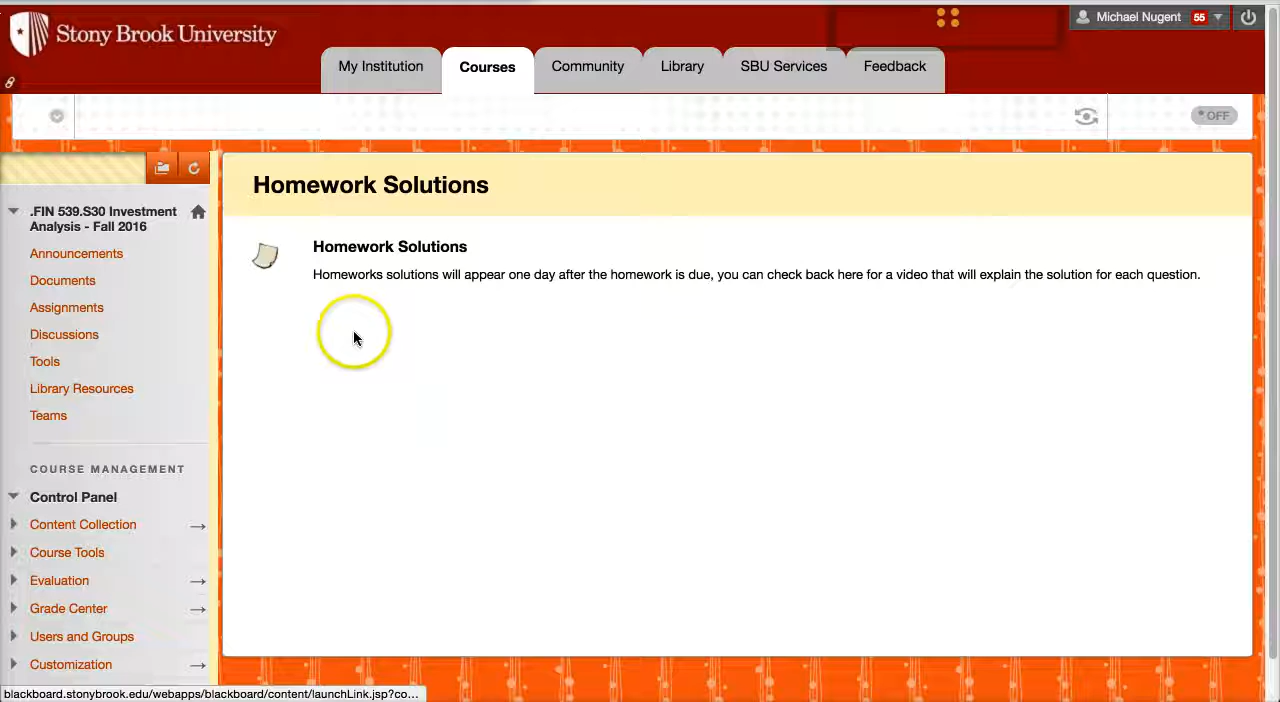 Stony Brook University
Michael Nugent 55
My Institution Courses Community Library SBU Services Feedback
OFF
Homework Solutions
.FIN 539.S30 Investment
Analysis - Fall 2016
Announcements
Documents
Assignments
Discussions
Tools
Library Resources
Teams
COURSE MANAGEMENT
Control Panel
Content Collection
Course Tools
Evaluation
Grade Center
Users and Groups
Customization
Homework Solutions
Homeworks solutions will appear one day after the homework is due, you can check back here for a video that will explain the solution for each question.
blackboard.stonybrook.edu/webapps/blackboard/content/launchLink.jsp?co...